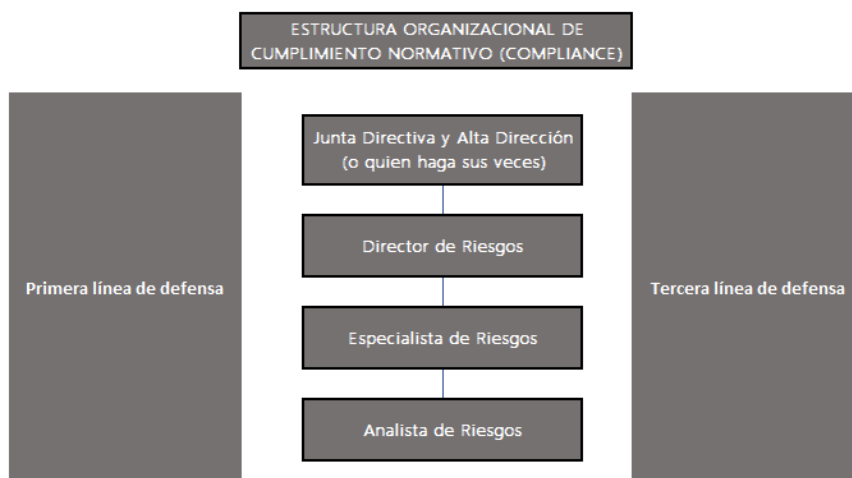 ESTRUCTURA ORGANIZACIONAL DE
CUMPLIMIENTO NORMATIVO (COMPLIANCE)
Primera línea de defensa
Junta Directiva y Alta Dirección
(o quien haga sus veces)
Director de Riesgos
Especialista de Riesgos
Analista de Riesgos
Tercera línea de defensa